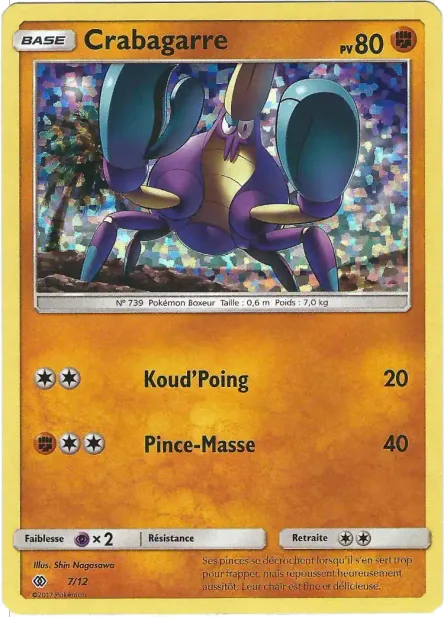 BASE Crabagarre PV80
N° 739 Pokémon Boxeur Taille : 0,6 m Poids : 7,0 kg
Koud'Poing 20
Pince-Masse 40
Faiblesse ×2 Résistance Retraite
Illus. Shin Nagasawa
7/12
©2017 Pokémon
Ses pinces se décrochent lorsqu'il s'en sert trop
pour frapper, mais repoussent heureusement
aussitôt. Leur chair est fine et délicieuse.